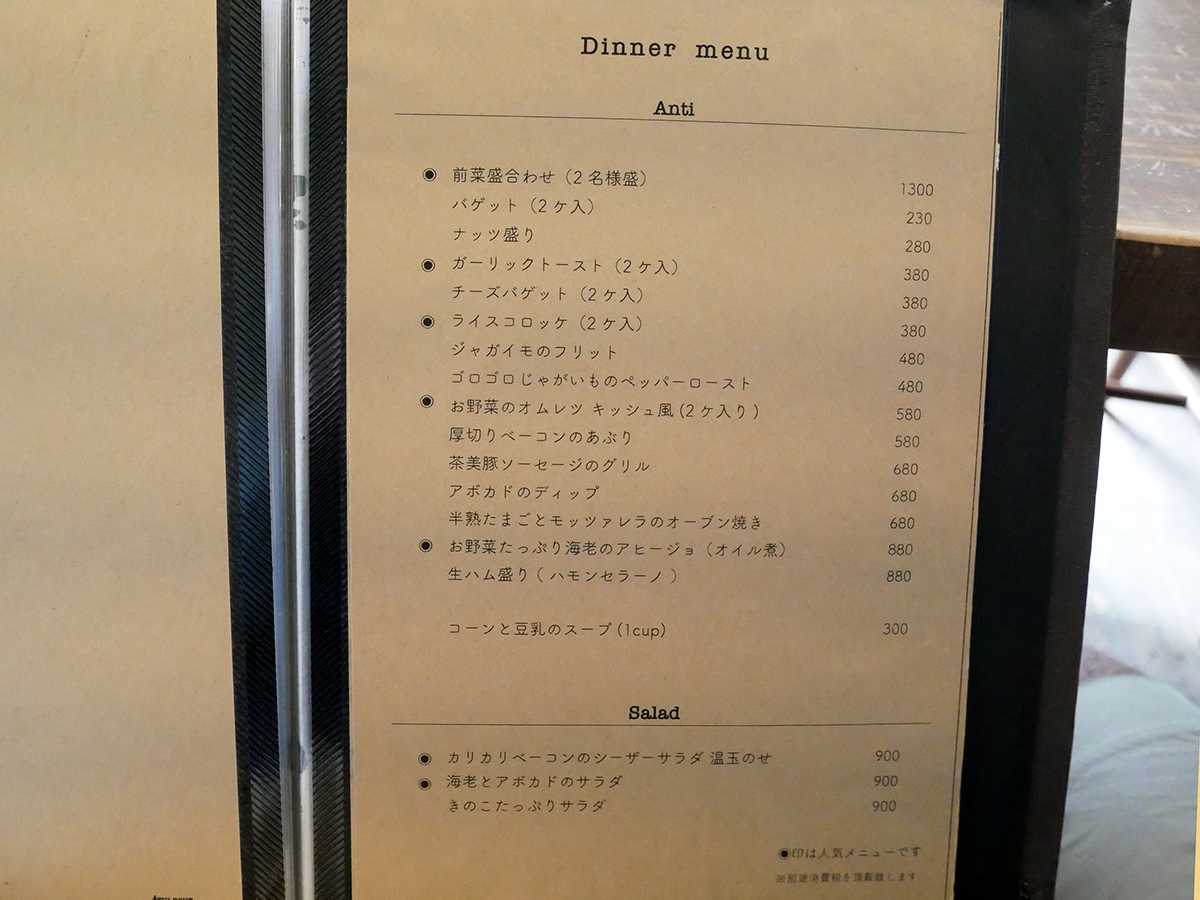 Dinner menu
Anti
◉ 前菜盛合わせ（2名様盛） 1300
バゲット（2ケ入） 230
ナッツ盛り 280
◉ ガーリックトースト（2ケ入） 380
チーズバゲット（2ケ入） 380
◉ ライスコロッケ（2ケ入） 380
ジャガイモのフリット 480
ゴロゴロじゃがいものペッパーロースト 480
◉ お野菜のオムレツ キッシュ風(2ケ入り) 580
厚切りベーコンのあぶり 580
茶美豚ソーセージのグリル 680
アボカドのディップ 680
半熟たまごとモッツァレラのオーブン焼き 680
◉ お野菜たっぷり海老のアヒージョ（オイル煮） 880
生ハム盛り( ハモンセラーノ ) 880
コーンと豆乳のスープ(1cup) 300
Salad
◉ カリカリベーコンのシーザーサラダ 温玉のせ 900
◉ 海老とアボカドのサラダ 900
きのこたっぷりサラダ 900
◉印は人気メニューです
※別途消費税を頂戴致します